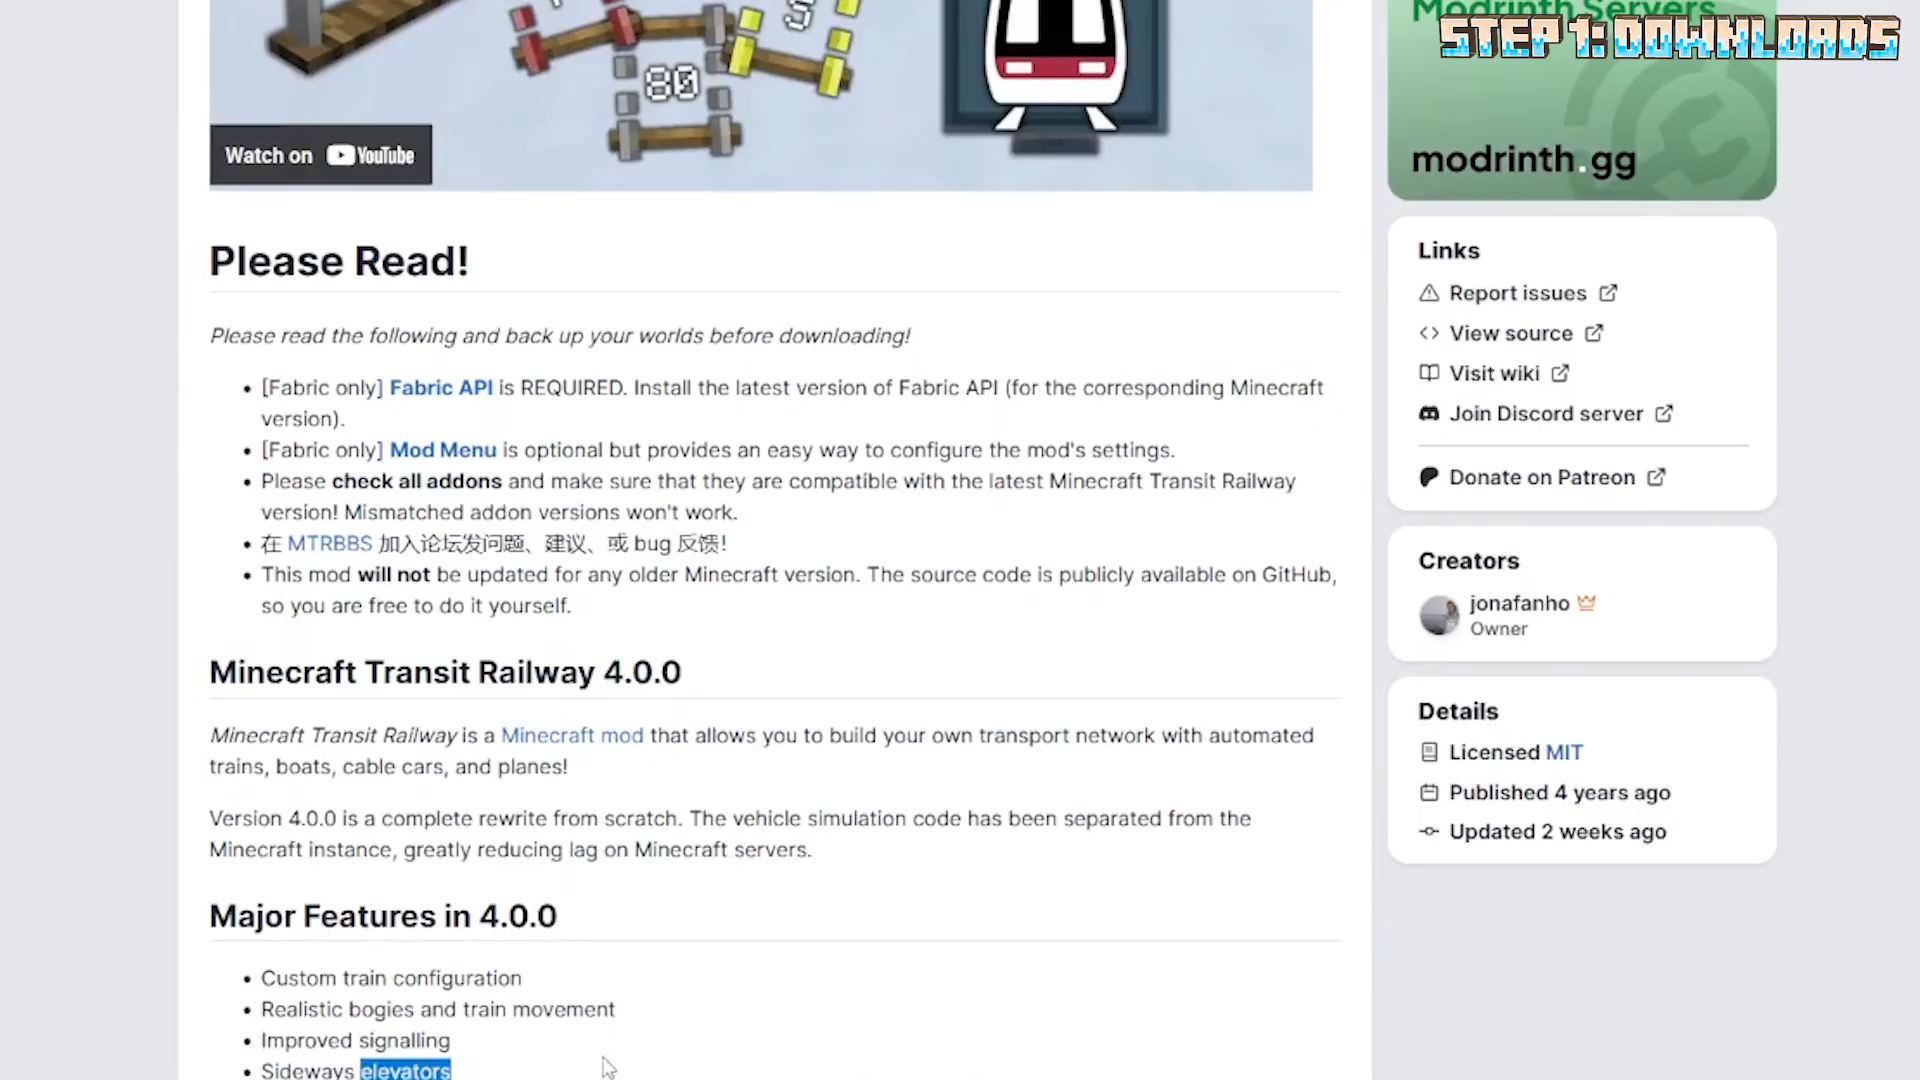 Modrinth Servers
STEP 1: DOWNLOADS
80
Watch on YouTube
modrinth.gg
Please Read!
Please read the following and back up your worlds before downloading!
• [Fabric only] Fabric API is REQUIRED. Install the latest version of Fabric API (for the corresponding Minecraft
version).
• [Fabric only] Mod Menu is optional but provides an easy way to configure the mod's settings.
• Please check all addons and make sure that they are compatible with the latest Minecraft Transit Railway
version! Mismatched addon versions won't work.
• 在 MTRBBS 加入论坛发问题、建议、或 bug 反馈!
• This mod will not be updated for any older Minecraft version. The source code is publicly available on GitHub,
so you are free to do it yourself.
Minecraft Transit Railway 4.0.0
Minecraft Transit Railway is a Minecraft mod that allows you to build your own transport network with automated
trains, boats, cable cars, and planes!
Version 4.0.0 is a complete rewrite from scratch. The vehicle simulation code has been separated from the
Minecraft instance, greatly reducing lag on Minecraft servers.
Major Features in 4.0.0
• Custom train configuration
• Realistic bogies and train movement
• Improved signalling
• Sideways elevators
Links
Report issues
View source
Visit wiki
Join Discord server
Donate on Patreon
Creators
jonafanho
Owner
Details
Licensed MIT
Published 4 years ago
Updated 2 weeks ago